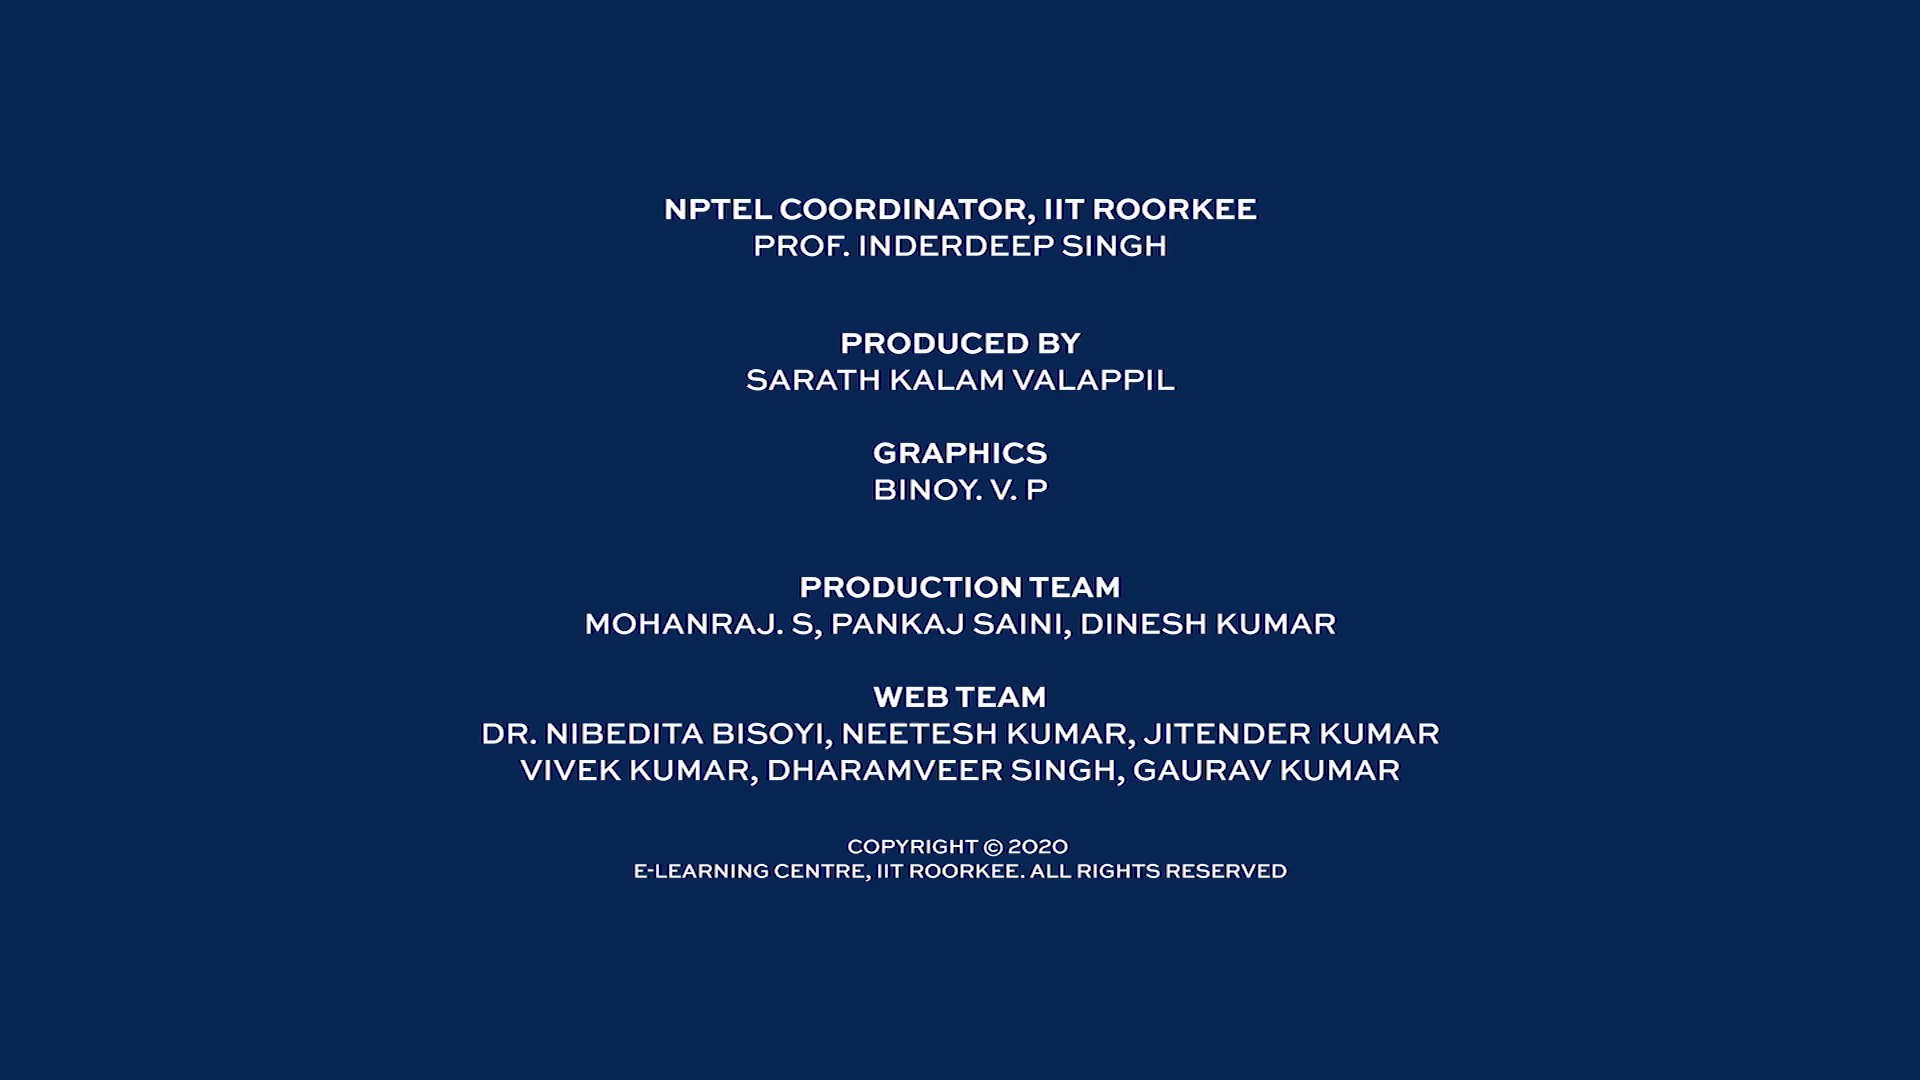 NPTEL COORDINATOR, IIT ROORKEE
PROF. INDERDEEP SINGH
PRODUCED BY
SARATH KALAM VALAPPIL
GRAPHICS
BINOY. V. P
PRODUCTION TEAM
MOHANRAJ. S, PANKAJ SAINI, DINESH KUMAR
WEB TEAM
DR. NIBEDITA BISOYI, NEETESH KUMAR, JITENDER KUMAR
VIVEK KUMAR, DHARAMVEER SINGH, GAURAV KUMAR
COPYRIGHT © 2020
E-LEARNING CENTRE, IIT ROORKEE. ALL RIGHTS RESERVED